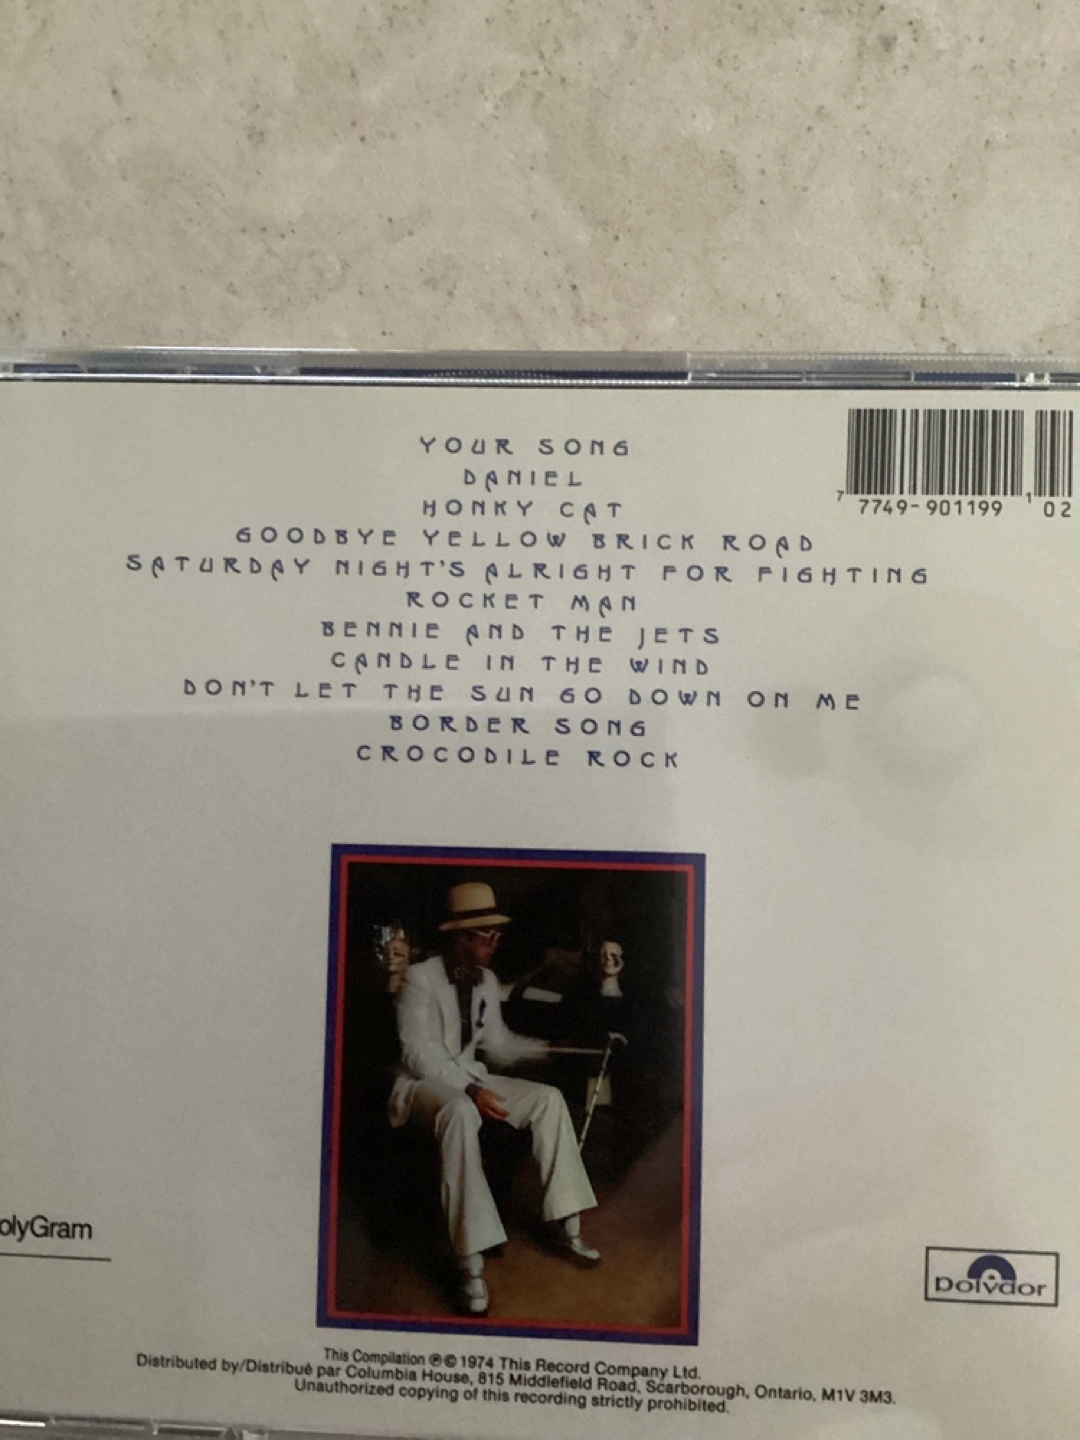 YOUR SONG
DANIEL
HONKY CAT
GOODBYE YELLOW BRICK ROAD
SATURDAY NIGHT'S ALRIGHT FOR FIGHTING
ROCKET MAN
BENNIE AND THE JETS
CANDLE IN THE WIND
DON'T LET THE SUN GO DOWN ON ME
BORDER SONG
CROCODILE ROCK
7 7749-90119 9 1 02
olyGram
Polydor
This Compilation ℗© 1974 This Record Company Ltd.
Distributed by/Distribué par Columbia House, 815 Middlefield Road, Scarborough, Ontario, M1V 3M3.
Unauthorized copying of this recording strictly prohibited.